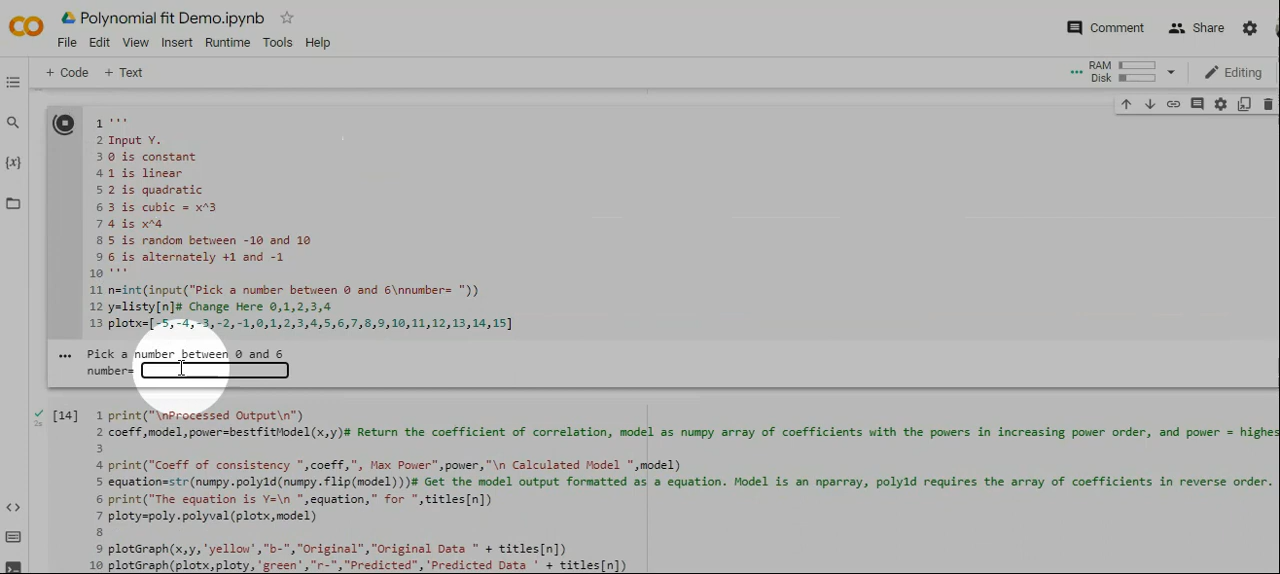 Polynomial fit Demo.ipynb
Comment Share
File Edit View Insert Runtime Tools Help
+ Code + Text
RAM
Disk
Editing
1 '''
2 Input Y.
3 0 is constant
4 1 is linear
5 2 is quadratic
6 3 is cubic = x^3
7 4 is x^4
8 5 is random between -10 and 10
9 6 is alternately +1 and -1
10 '''
11 n=int(input("Pick a number between 0 and 6\nnumber= "))
12 y=listy[n]# Change Here 0,1,2,3,4
13 plotx=[-5,-4,-3,-2,-1,0,1,2,3,4,5,6,7,8,9,10,11,12,13,14,15]
Pick a number between 0 and 6
number=
[14] 1 print("\nProcessed Output\n")
2s
2 coeff,model,power=bestfitModel(x,y)# Return the coefficient of correlation, model as numpy array of coefficients with the powers in increasing power order, and power = highes
3
4 print("Coeff of consistency ",coeff,", Max Power",power,"\n Calculated Model ",model)
5 equation=str(numpy.poly1d(numpy.flip(model)))# Get the model output formatted as a equation. Model is an nparray, poly1d requires the array of coefficients in reverse order.
6 print("The equation is Y=\n ",equation," for ",titles[n])
7 ploty=poly.polyval(plotx,model)
8
9 plotGraph(x,y,'yellow',"b-","Original","Original Data " + titles[n])
10 plotGraph(plotx,ploty,'green',"r-","Predicted",'Predicted Data ' + titles[n])